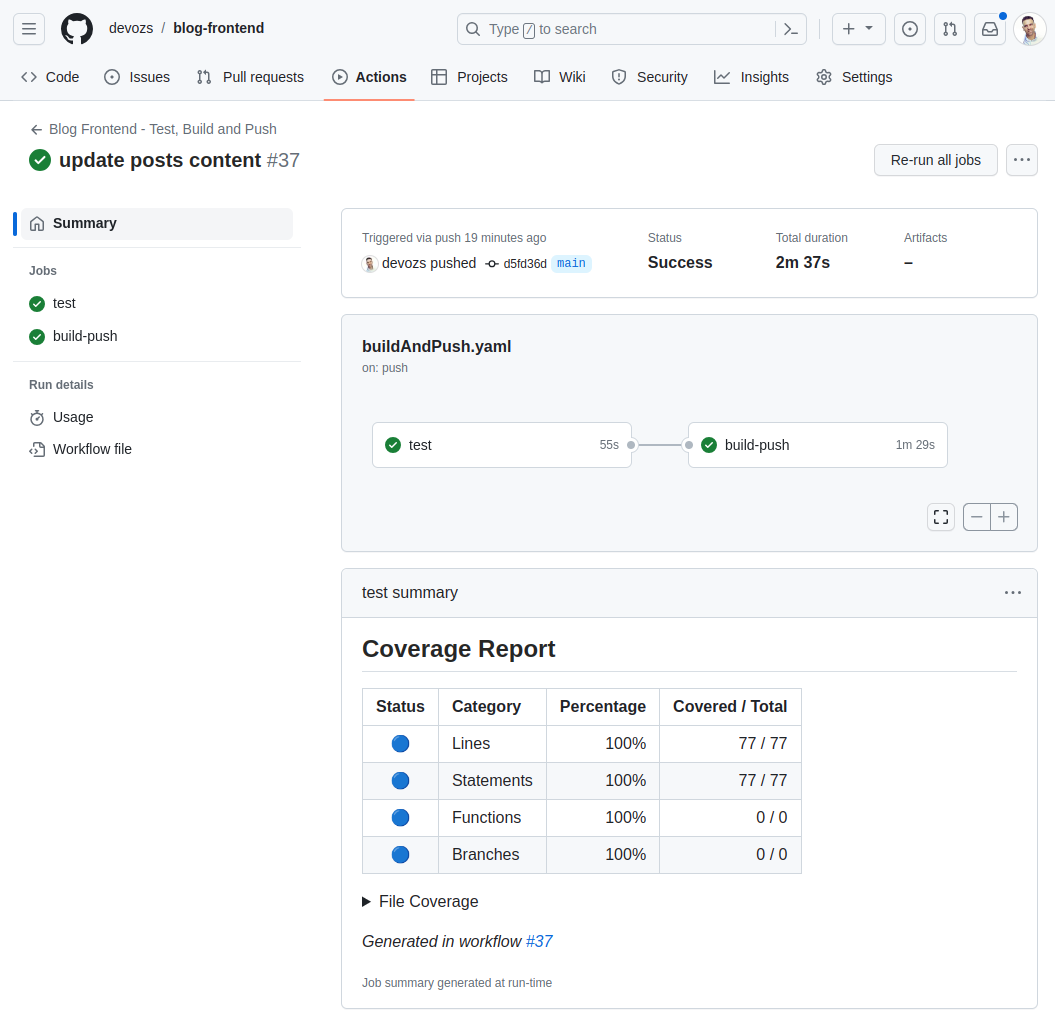 devozs / blog-frontend
Type / to search
Code
Issues
Pull requests
Actions
Projects
Wiki
Security
Insights
Settings
Blog Frontend - Test, Build and Push
update posts content #37
Re-run all jobs
Summary
Jobs
test
build-push
Run details
Usage
Workflow file
Triggered via push 19 minutes ago
devozs pushed d5fd36d main
Status
Success
Total duration
2m 37s
Artifacts
–
buildAndPush.yaml
on: push
test 55s
build-push 1m 29s
test summary
Coverage Report
Status Category Percentage Covered / Total
Lines 100% 77 / 77
Statements 100% 77 / 77
Functions 100% 0 / 0
Branches 100% 0 / 0
File Coverage
Generated in workflow #37
Job summary generated at run-time